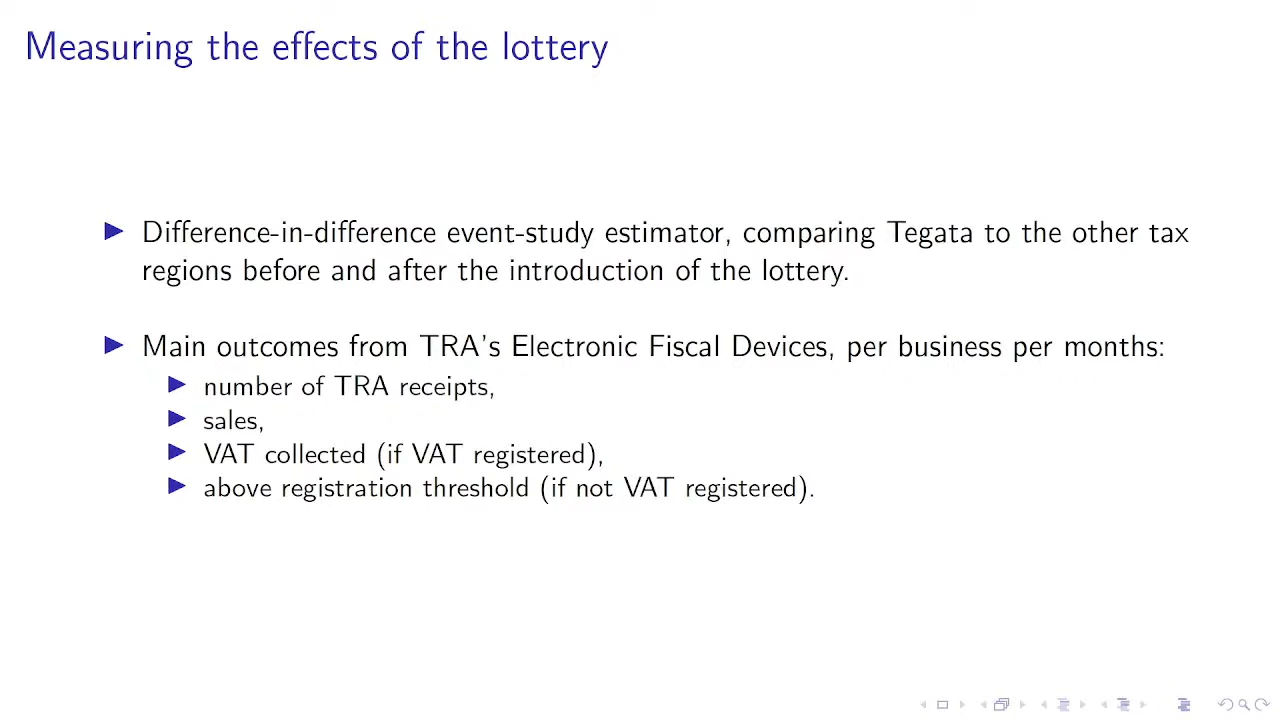 Measuring the effects of the lottery
Difference-in-difference event-study estimator, comparing Tegata to the other tax
regions before and after the introduction of the lottery.
Main outcomes from TRA's Electronic Fiscal Devices, per business per months:
number of TRA receipts,
sales,
VAT collected (if VAT registered),
above registration threshold (if not VAT registered).